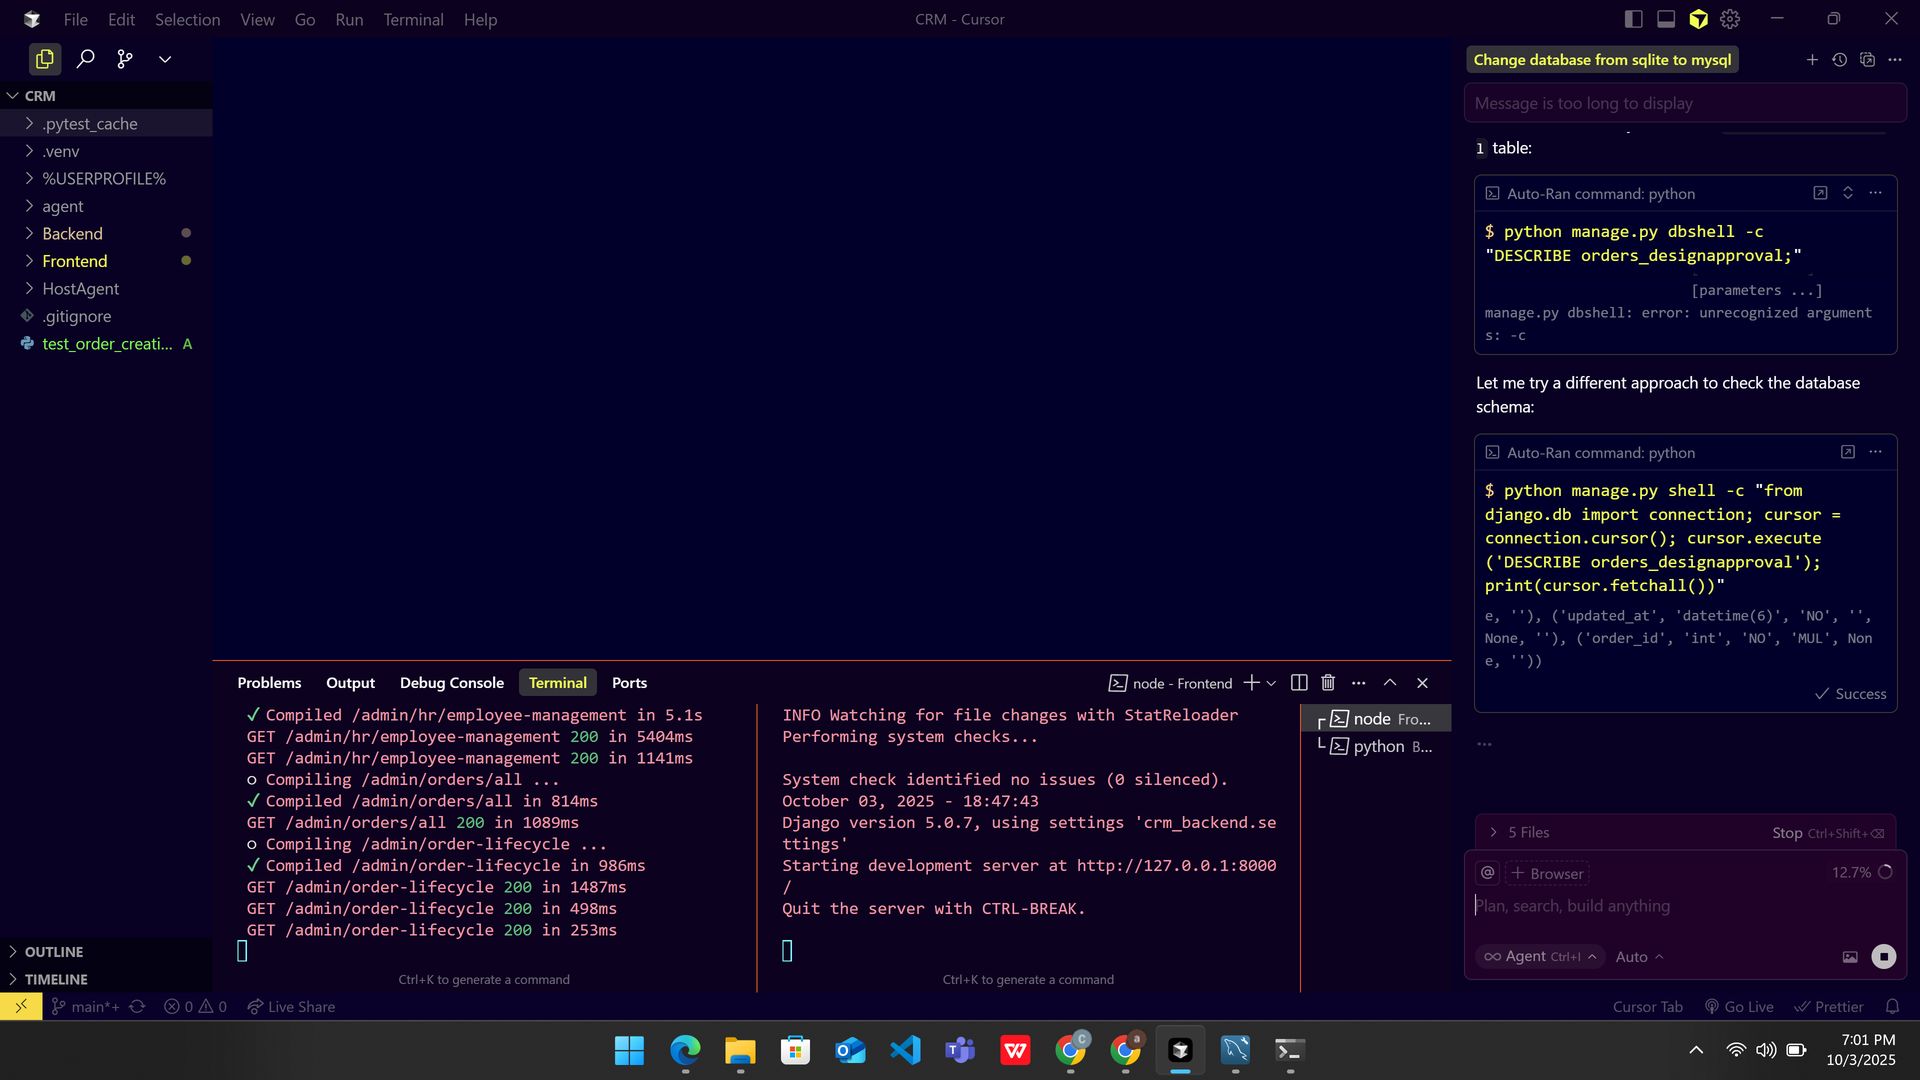 File Edit Selection View Go Run Terminal Help
CRM - Cursor
CRM
.pytest_cache
.venv
%USERPROFILE%
agent
Backend
Frontend
HostAgent
.gitignore
test_order_creati... A
OUTLINE
TIMELINE
Problems Output Debug Console Terminal Ports
node - Frontend
✓ Compiled /admin/hr/employee-management in 5.1s
GET /admin/hr/employee-management 200 in 5404ms
GET /admin/hr/employee-management 200 in 1141ms
○ Compiling /admin/orders/all ...
✓ Compiled /admin/orders/all in 814ms
GET /admin/orders/all 200 in 1089ms
○ Compiling /admin/order-lifecycle ...
✓ Compiled /admin/order-lifecycle in 986ms
GET /admin/order-lifecycle 200 in 1487ms
GET /admin/order-lifecycle 200 in 498ms
GET /admin/order-lifecycle 200 in 253ms
Ctrl+K to generate a command
INFO Watching for file changes with StatReloader
Performing system checks...
System check identified no issues (0 silenced).
October 03, 2025 - 18:47:43
Django version 5.0.7, using settings 'crm_backend.se
ttings'
Starting development server at http://127.0.0.1:8000
/
Quit the server with CTRL-BREAK.
Ctrl+K to generate a command
node Fro...
python B...
Change database from sqlite to mysql
Message is too long to display
l table:
Auto-Ran command: python
$ python manage.py dbshell -c
"DESCRIBE orders_designapproval;"
[parameters ...]
manage.py dbshell: error: unrecognized argument
s: -c
Let me try a different approach to check the database
schema:
Auto-Ran command: python
$ python manage.py shell -c "from
django.db import connection; cursor =
connection.cursor(); cursor.execute
('DESCRIBE orders_designapproval');
print(cursor.fetchall())"
e, ''), ('updated_at', 'datetime(6)', 'NO', '',
None, ''), ('order_id', 'int', 'NO', 'MUL', Non
e, ''))
Success
5 Files
Stop Ctrl+Shift+⌫
@ + Browser
12.7%
Plan, search, build anything
∞ Agent Ctrl+I
Auto
main*+
0 0
Live Share
Cursor Tab
Go Live
Prettier
7:01 PM
10/3/2025